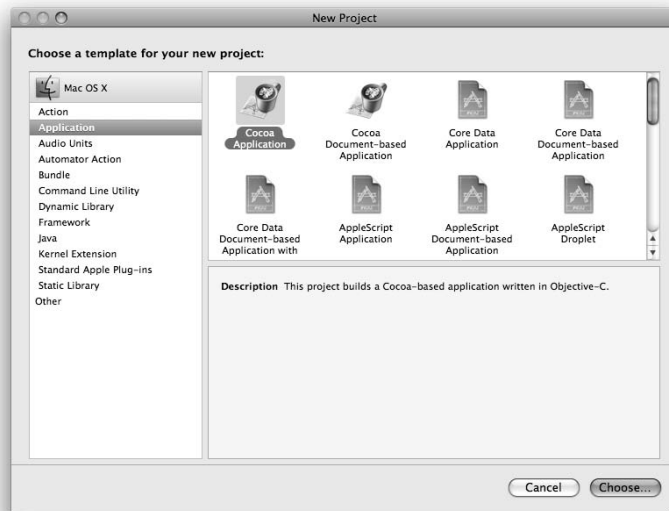 New Project
Choose a template for your new project:
Mac OS X
Action
Application
Audio Units
Automator Action
Bundle
Command Line Utility
Dynamic Library
Framework
Java
Kernel Extension
Standard Apple Plug-ins
Static Library
Other
Cocoa
Application
Cocoa
Document-based
Application
Core Data
Application
Core Data
Document-based
Application
Core Data
Document-based
Application with
AppleScript
Application
AppleScript
Document-based
Application
AppleScript
Droplet
Description This project builds a Cocoa-based application written in Objective-C.
Cancel
Choose...